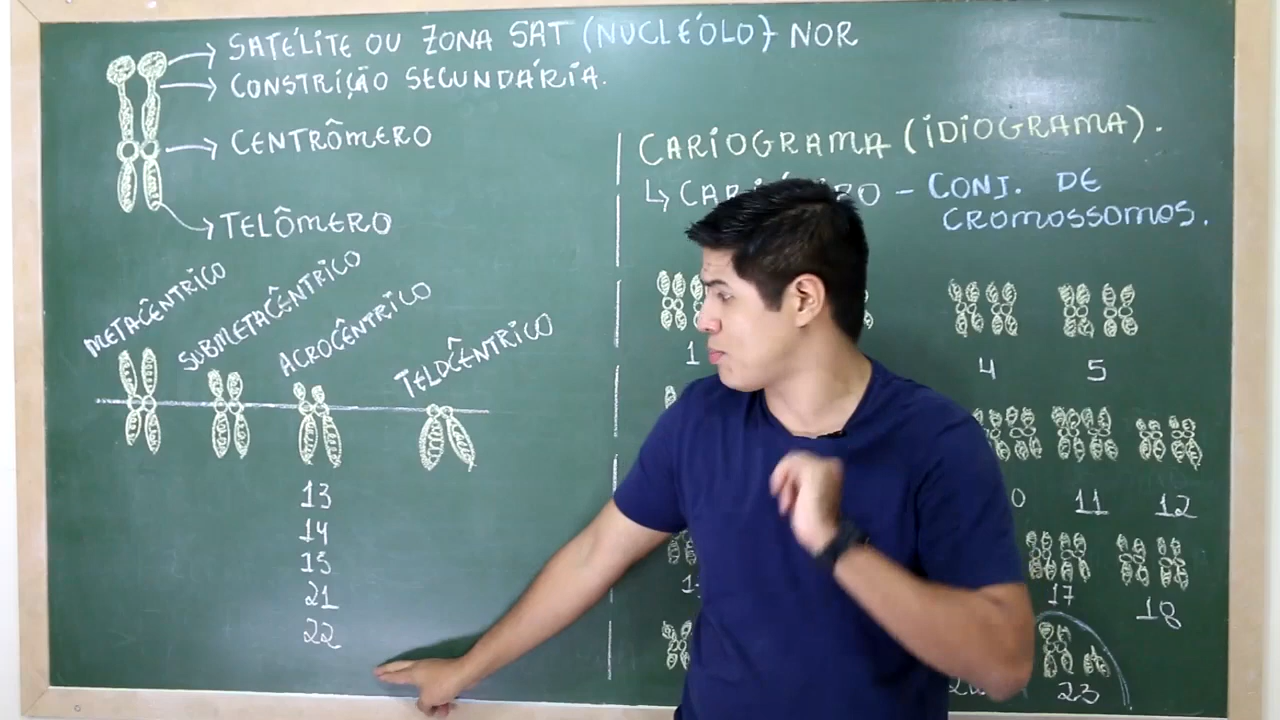 SATÉLITE OU ZONA SAT (NUCLÉOLO) NOR
CONSTRIÇÃO SECUNDÁRIA.
CENTRÔMERO
TELÔMERO
METACÊNTRICO
SUBMETACÊNTRICO
ACROCÊNTRICO
TELOCÊNTRICO
13
14
15
21
22
CARIOGRAMA (IDIOGRAMA).
↳ - CONJ. DE
CROMOSSOMOS.
1
4
5
11
12
17
18
23